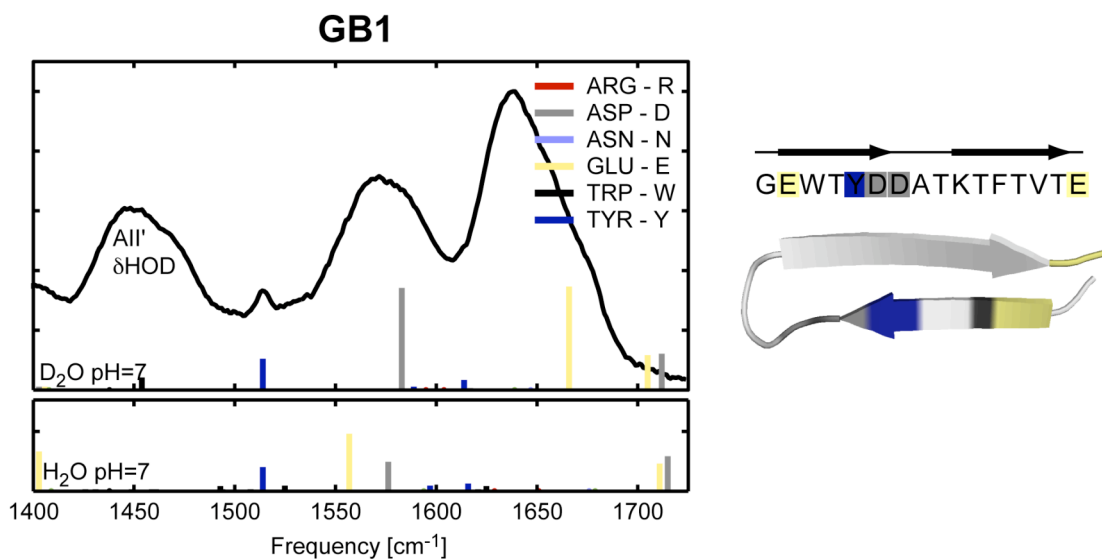 GB1
ARG - R
ASP - D
ASN - N
GLU - E
TRP - W
TYR - Y
AII'
δHOD
D₂O pH=7
H₂O pH=7
1400 1450 1500 1550 1600 1650 1700
Frequency [cm⁻¹]
GEWTYDDATKTFTVTE